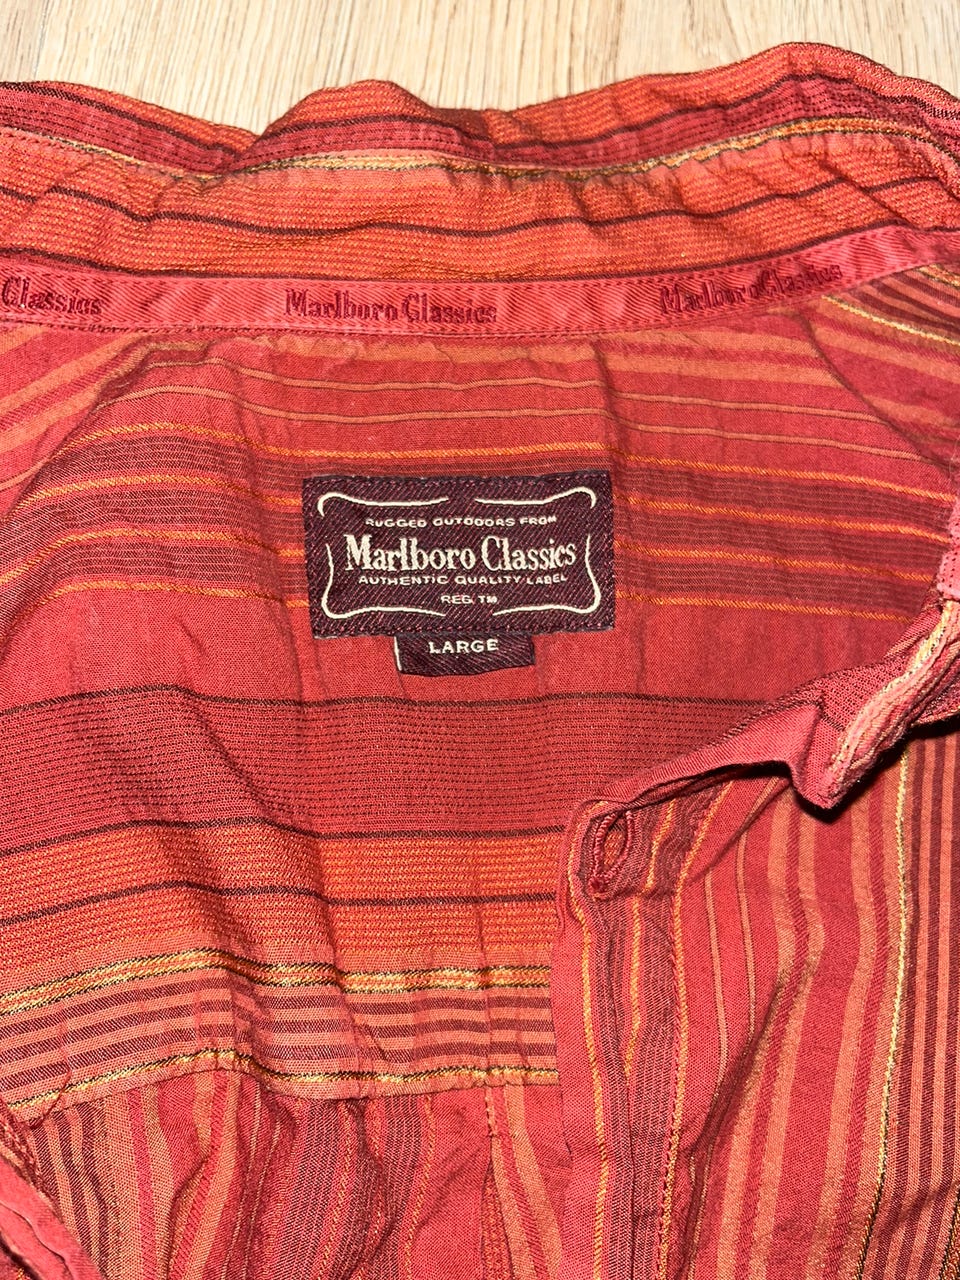 Classics Marlboro Classics Marlboro Classics
RUGGED OUTDOORS FROM
Marlboro Classics
AUTHENTIC QUALITY LABEL
REG. TM
LARGE